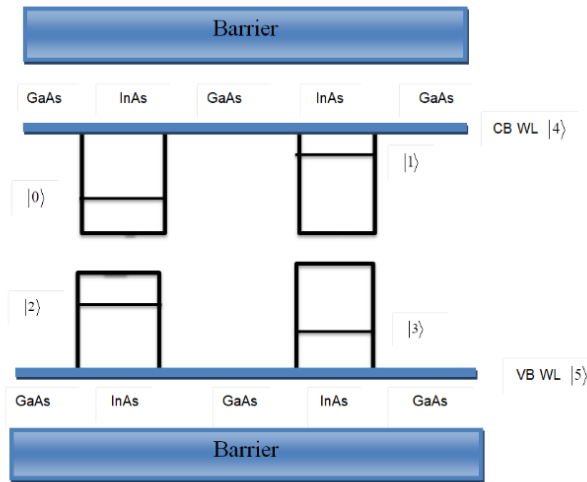 Barrier
GaAs InAs GaAs InAs GaAs
CB WL |4⟩
|1⟩
|0⟩
|2⟩
|3⟩
VB WL |5⟩
GaAs InAs GaAs InAs GaAs
Barrier